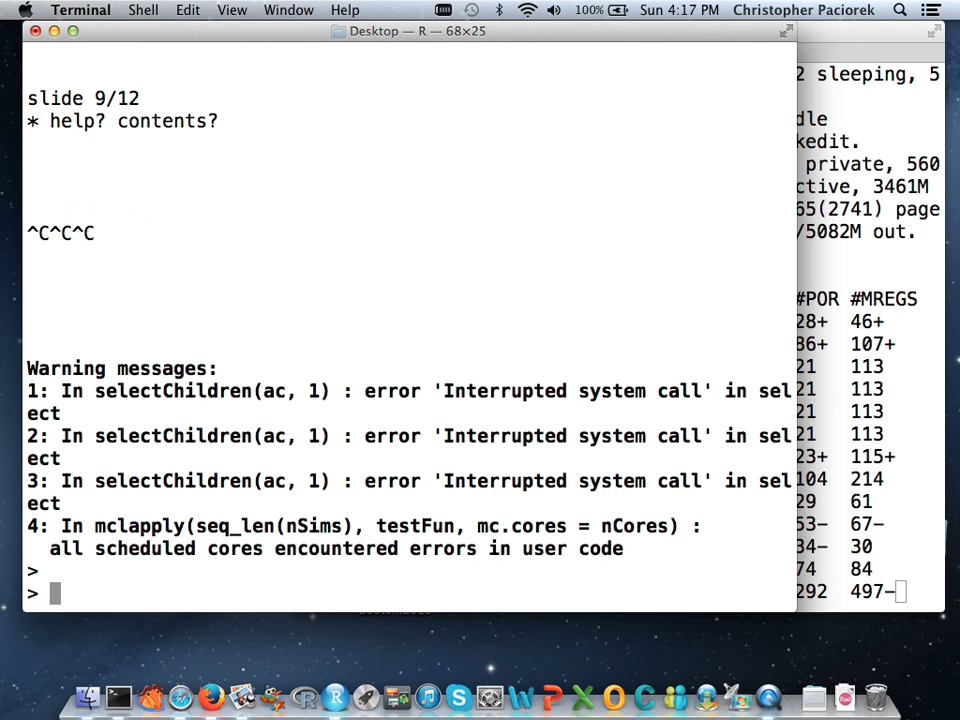 Terminal Shell Edit View Window Help 100% Sun 4:17 PM Christopher Paciorek
Desktop — R — 68×25
slide 9/12
* help? contents?
^C^C^C
Warning messages:
1: In selectChildren(ac, 1) : error 'Interrupted system call' in sel
ect
2: In selectChildren(ac, 1) : error 'Interrupted system call' in sel
ect
3: In selectChildren(ac, 1) : error 'Interrupted system call' in sel
ect
4: In mclapply(seq_len(nSims), testFun, mc.cores = nCores) :
all scheduled cores encountered errors in user code
>
>
2 sleeping, 5
dle
kedit.
private, 560
ctive, 3461M
65(2741) page
/5082M out.
#POR #MREGS
28+ 46+
86+ 107+
21 113
21 113
21 113
21 113
23+ 115+
104 214
29 61
53- 67-
34- 30
74 84
292 497-